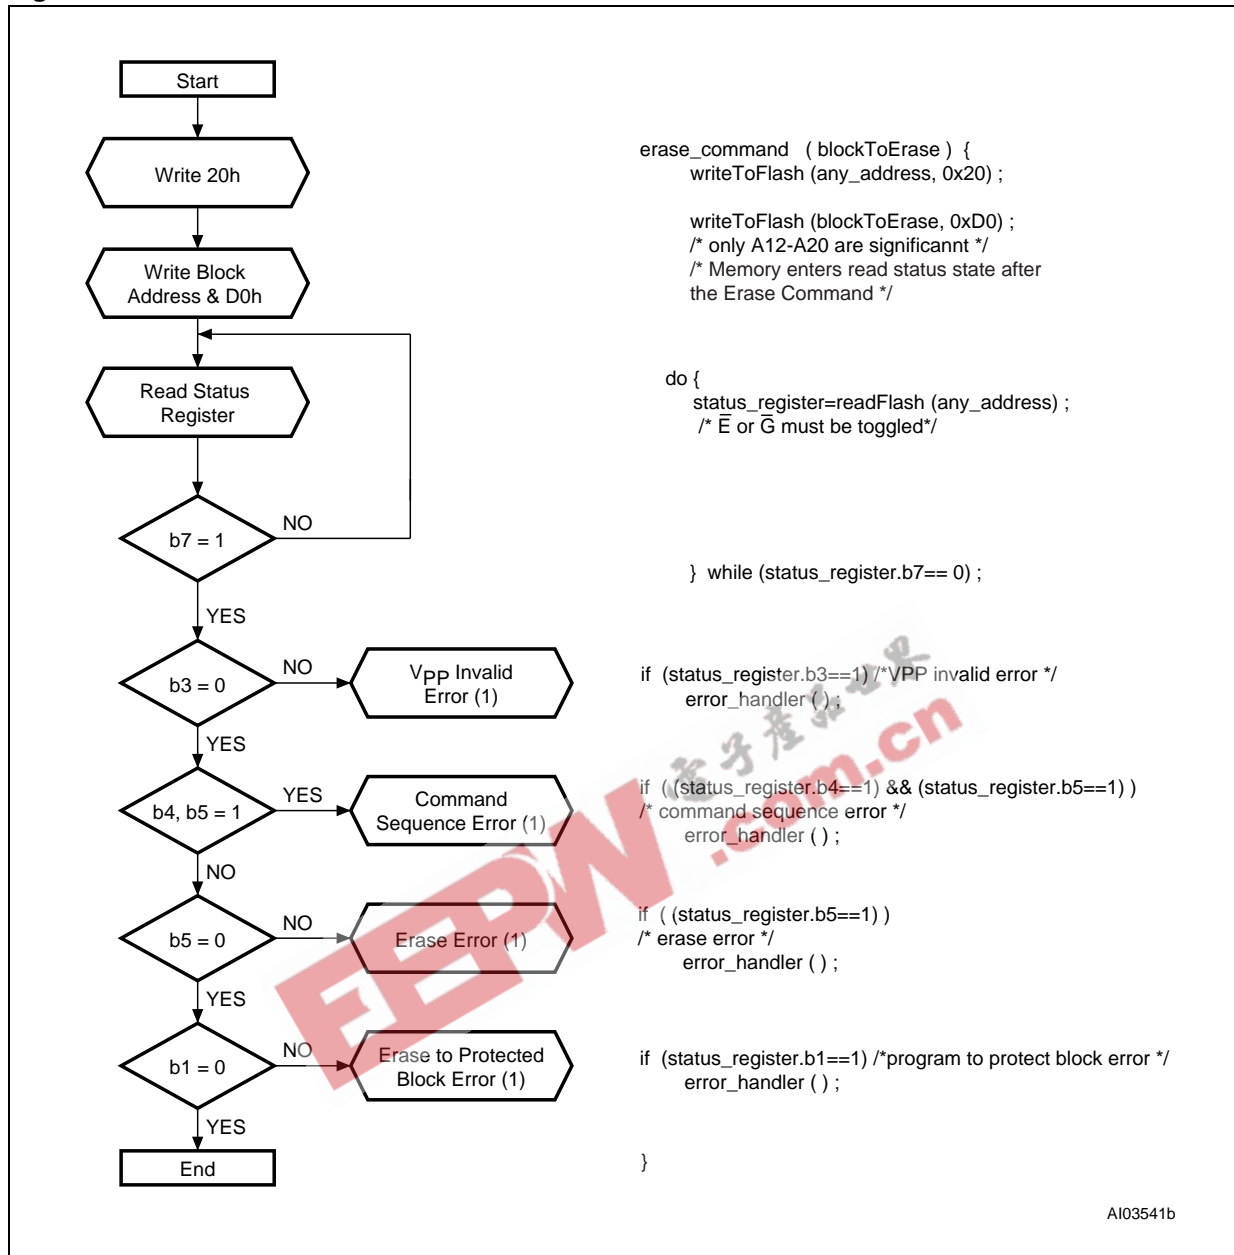 Start
Write 20h
Write Block
Address & D0h
Read Status
Register
b7 = 1
NO
YES
b3 = 0
NO
VPP Invalid
Error (1)
YES
b4, b5 = 1
YES
Command
Sequence Error (1)
NO
b5 = 0
NO
Erase Error (1)
YES
b1 = 0
NO
Erase to Protected
Block Error (1)
YES
End
erase_command ( blockToErase ) {
writeToFlash (any_address, 0x20) ;
writeToFlash (blockToErase, 0xD0) ;
/* only A12-A20 are significannt */
/* Memory enters read status state after
the Erase Command */
do {
status_register=readFlash (any_address) ;
/* E̅ or G̅ must be toggled*/
} while (status_register.b7== 0) ;
if (status_register.b3==1) /*VPP invalid error */
error_handler ( ) ;
if ( (status_register.b4==1) && (status_register.b5==1) )
/* command sequence error */
error_handler ( ) ;
if ( (status_register.b5==1) )
/* erase error */
error_handler ( ) ;
if (status_register.b1==1) /*program to protect block error */
error_handler ( ) ;
}
AI03541b
EEPW.com.cn
電子產品世界